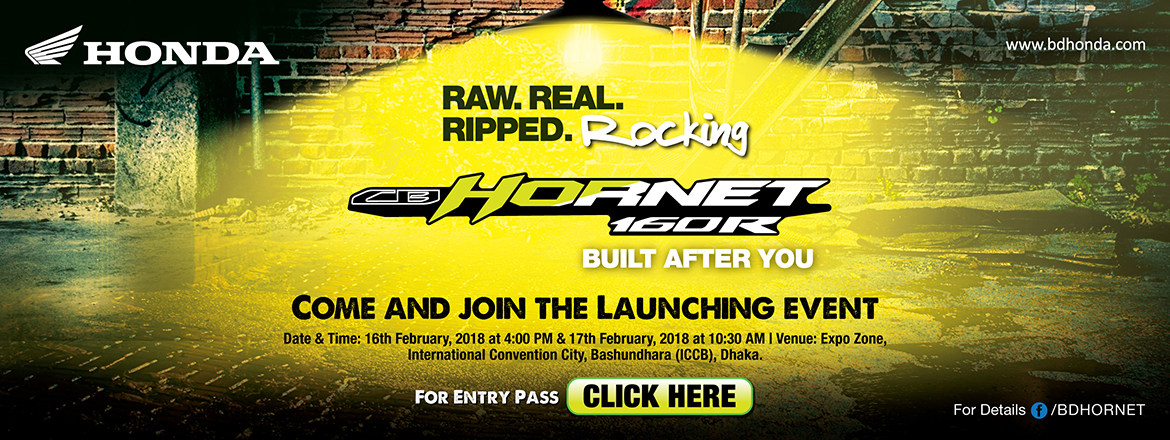 HONDA
www.bdhonda.com
RAW. REAL.
RIPPED. Rocking
CB HORNET
160R
BUILT AFTER YOU
COME AND JOIN THE LAUNCHING EVENT
Date & Time: 16th February, 2018 at 4:00 PM & 17th February, 2018 at 10:30 AM | Venue: Expo Zone,
International Convention City, Bashundhara (ICCB), Dhaka.
FOR ENTRY PASS CLICK HERE
For Details f /BDHORNET